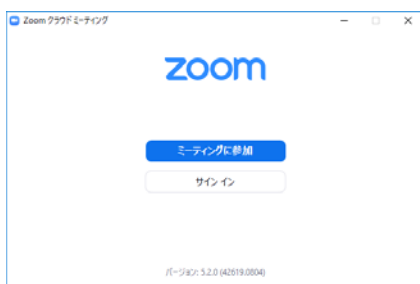 Zoom クラウド ミーティング
zoom
ミーティングに参加
サイン イン
バージョン: 5.2.0 (42619.0804)